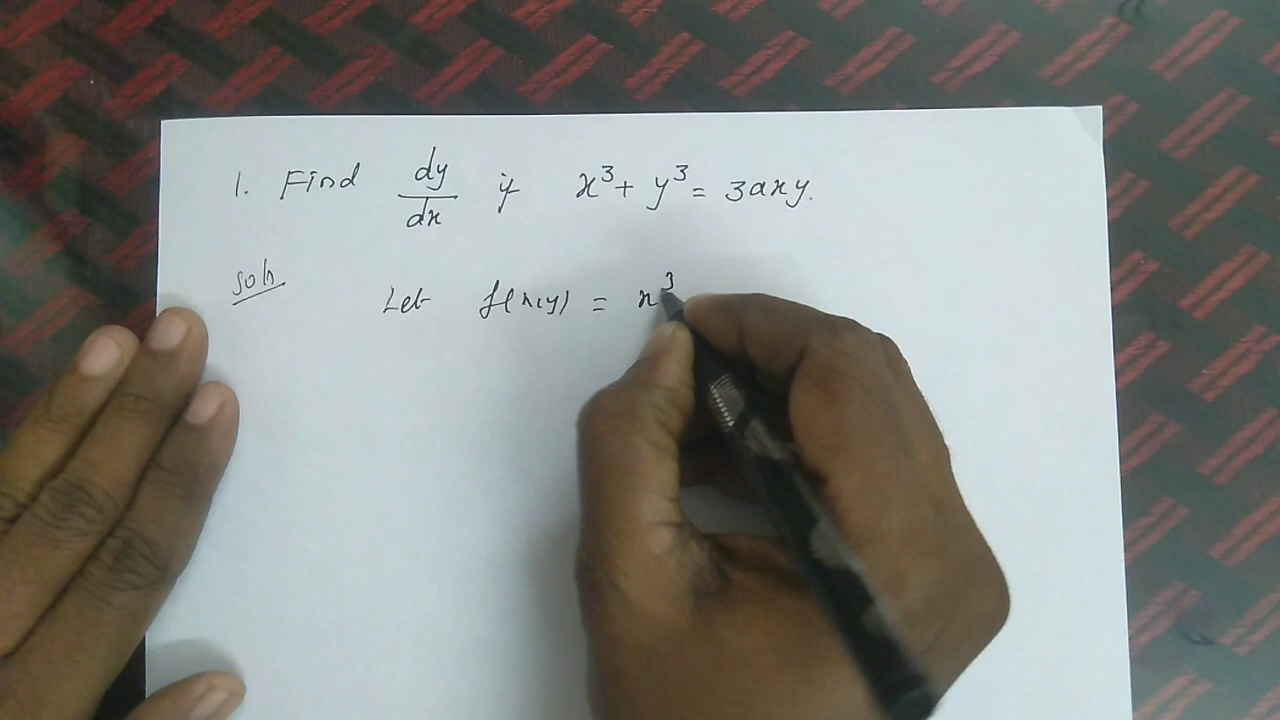 1. Find dy/dx if x³ + y³ = 3axy.
Soln
Let f(x,y) = x³